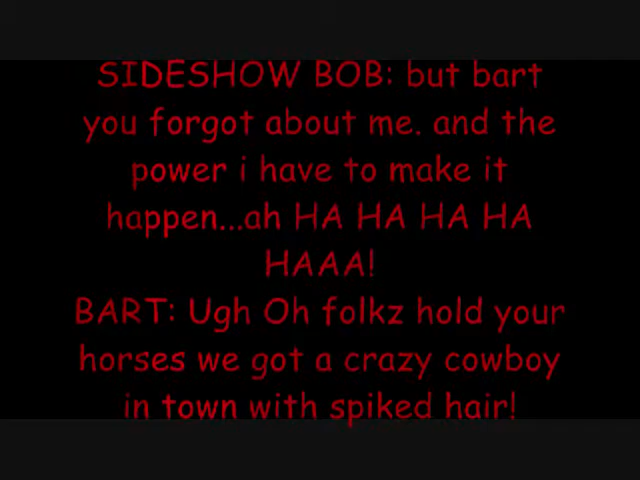 SIDESHOW BOB: but bart
you forgot about me. and the
power i have to make it
happen...ah HA HA HA HA
HAAA!
BART: Ugh Oh folkz hold your
horses we got a crazy cowboy
in town with spiked hair!